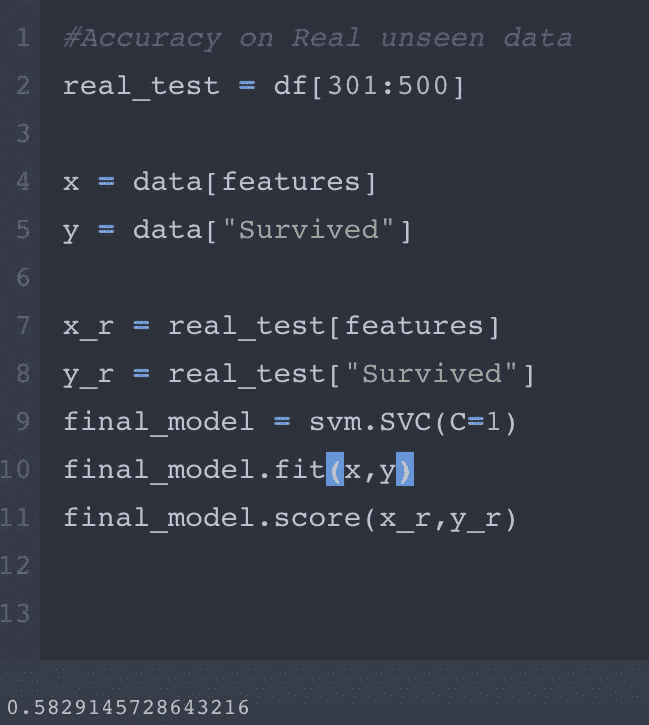 1 #Accuracy on Real unseen data
2 real_test = df[301:500]
3
4 x = data[features]
5 y = data["Survived"]
6
7 x_r = real_test[features]
8 y_r = real_test["Survived"]
9 final_model = svm.SVC(C=1)
10 final_model.fit(x,y)
11 final_model.score(x_r,y_r)
12
13
0.5829145728643216